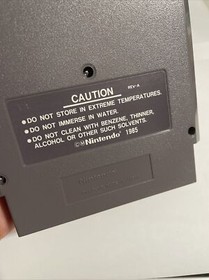 CAUTION
REV-A
•DO NOT STORE IN EXTREME TEMPERATURES.
•DO NOT IMMERSE IN WATER.
•DO NOT CLEAN WITH BENZENE, THINNER,
ALCOHOL OR OTHER SUCH SOLVENTS.
©®Nintendo® 1985